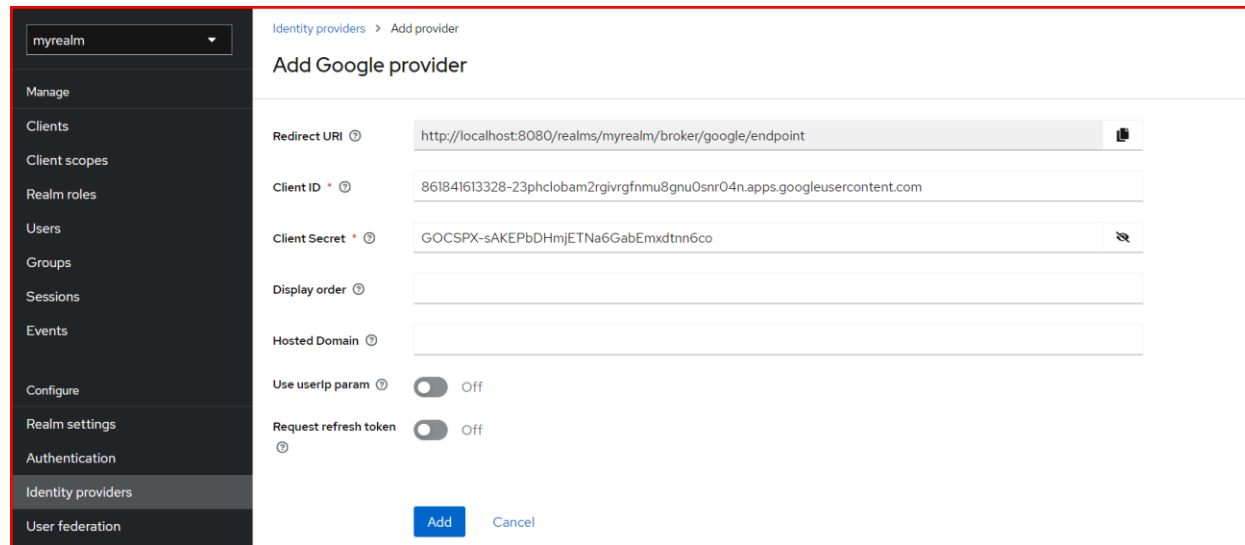 myrealm
Manage
Clients
Client scopes
Realm roles
Users
Groups
Sessions
Events
Configure
Realm settings
Authentication
Identity providers
User federation
Identity providers > Add provider
Add Google provider
Redirect URI
http://localhost:8080/realms/myrealm/broker/google/endpoint
Client ID *
861841613328-23phclobam2rgivrgfnmu8gnu0snr04n.apps.googleusercontent.com
Client Secret *
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
Display order
Hosted Domain
Use userIp param
Off
Request refresh token
Off
Add Cancel